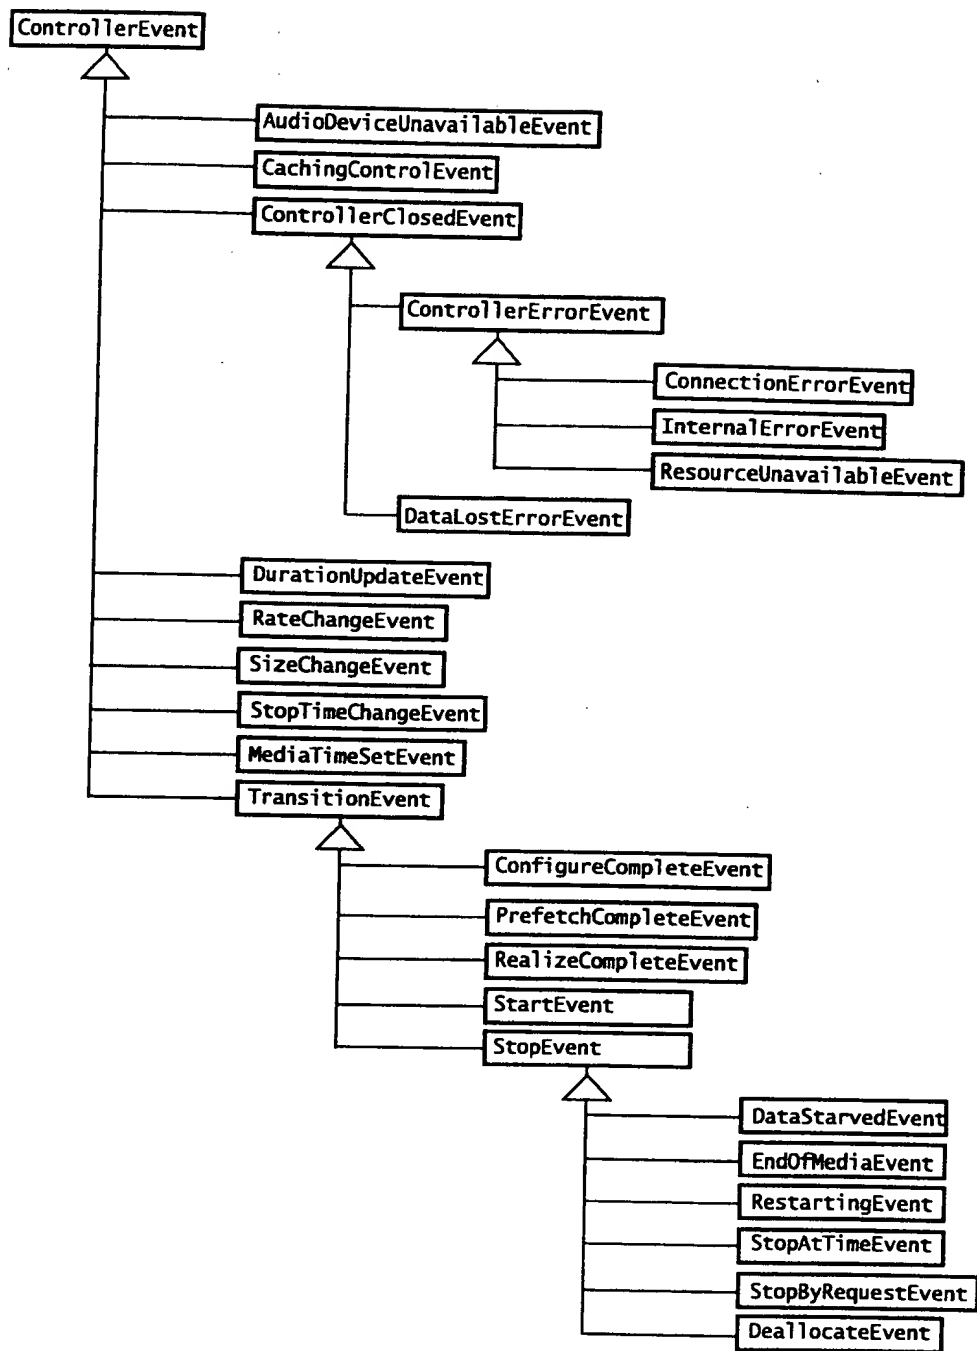 ControllerEvent
AudioDeviceUnavailableEvent
CachingControlEvent
ControllerClosedEvent
ControllerErrorEvent
ConnectionErrorEvent
InternalErrorEvent
ResourceUnavailableEvent
DataLostErrorEvent
DurationUpdateEvent
RateChangeEvent
SizeChangeEvent
StopTimeChangeEvent
MediaTimeSetEvent
TransitionEvent
ConfigureCompleteEvent
PrefetchCompleteEvent
RealizeCompleteEvent
StartEvent
StopEvent
DataStarvedEvent
EndOfMediaEvent
RestartingEvent
StopAtTimeEvent
StopByRequestEvent
DeallocateEvent